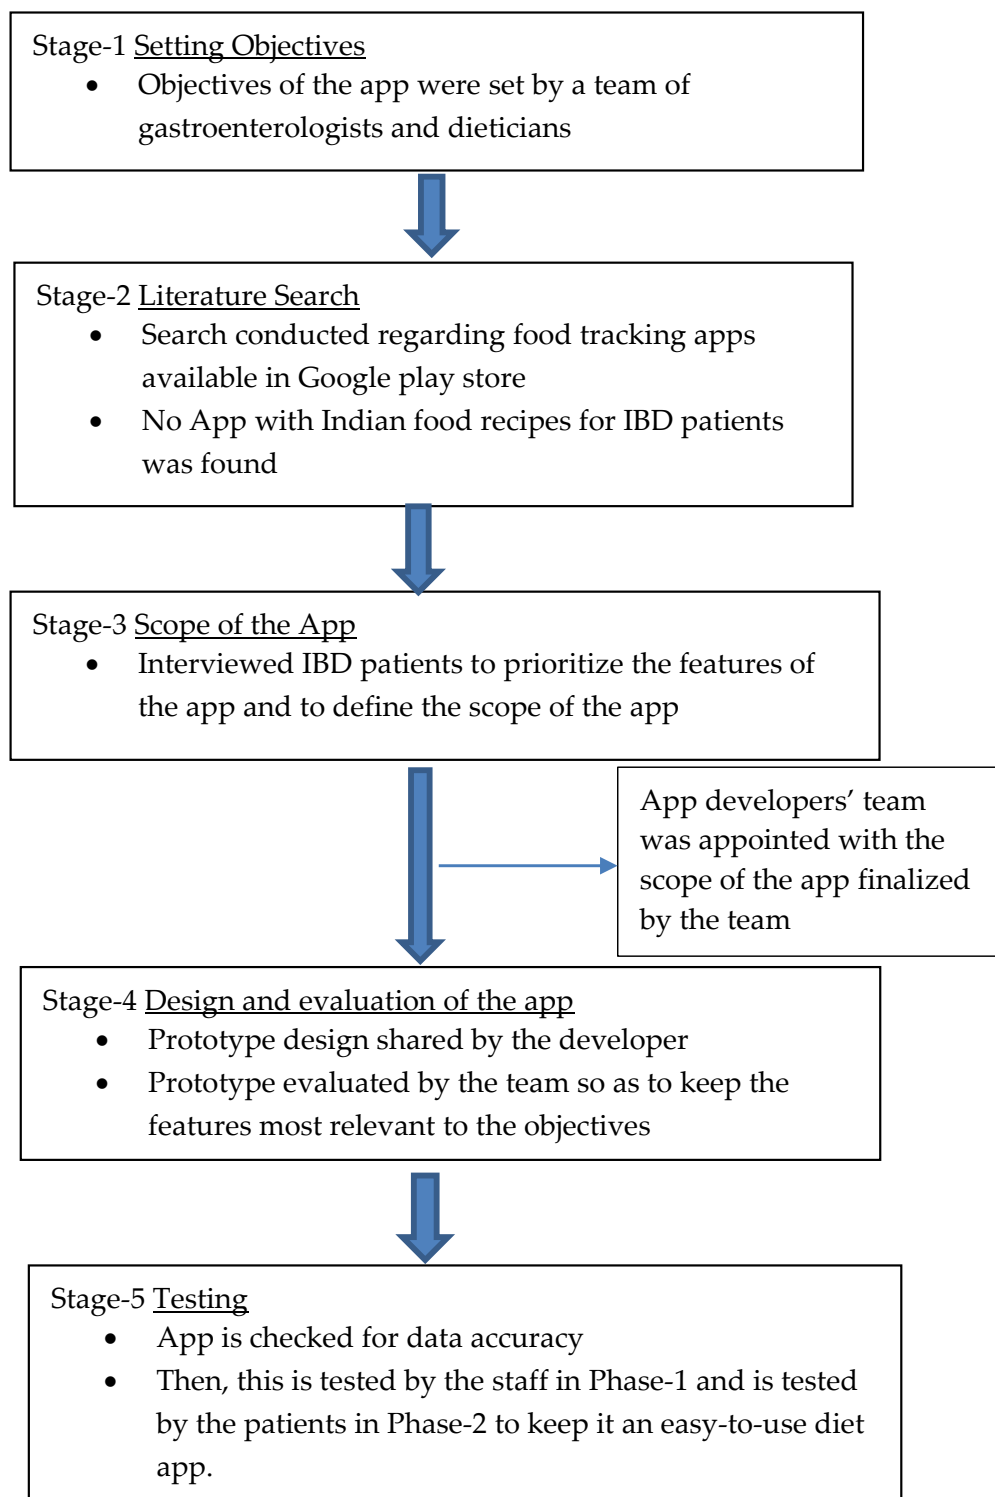 Stage-1 Setting Objectives
• Objectives of the app were set by a team of
gastroenterologists and dieticians
Stage-2 Literature Search
• Search conducted regarding food tracking apps
available in Google play store
• No App with Indian food recipes for IBD patients
was found
Stage-3 Scope of the App
• Interviewed IBD patients to prioritize the features of
the app and to define the scope of the app
App developers’ team
was appointed with the
scope of the app finalized
by the team
Stage-4 Design and evaluation of the app
• Prototype design shared by the developer
• Prototype evaluated by the team so as to keep the
features most relevant to the objectives
Stage-5 Testing
• App is checked for data accuracy
• Then, this is tested by the staff in Phase-1 and is tested
by the patients in Phase-2 to keep it an easy-to-use diet
app.